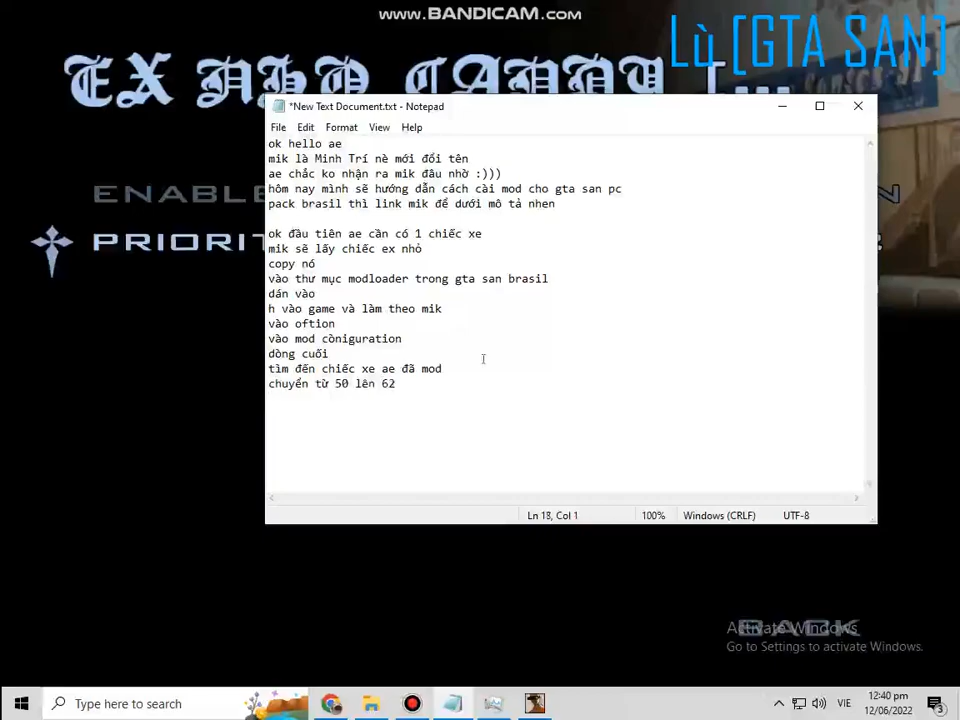 www.BANDICAM.com
Lù [GTA SAN]
*New Text Document.txt - Notepad
File Edit Format View Help
ok hello ae
mik là Minh Trí nè mới đổi tên
ae chắc ko nhận ra mik đâu nhờ :)))
hôm nay mình sẽ hướng dẫn cách cài mod cho gta san pc
pack brasil thì link mik để dưới mô tả nhen
ok đầu tiên ae cần có 1 chiếc xe
mik sẽ lấy chiếc ex nhỏ
copy nó
vào thư mục modloader trong gta san brasil
dán vào
h vào game và làm theo mik
vào oftion
vào mod còniguration
dòng cuối
tìm đến chiếc xe ae đã mod
chuyển từ 50 lên 62
Ln 18, Col 1 100% Windows (CRLF) UTF-8
BACK
Activate Windows
Go to Settings to activate Windows.
Type here to search
VIE
12:40 pm
12/06/2022
3